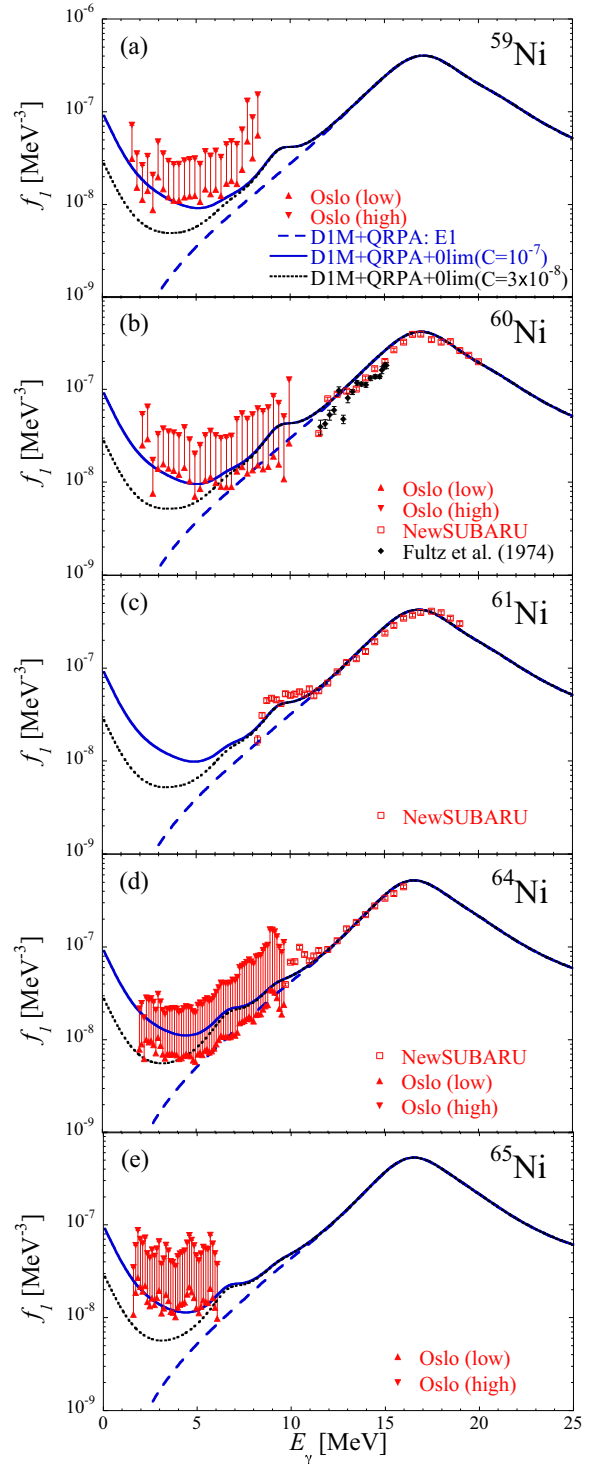 10⁻⁶
(a)
⁵⁹Ni
10⁻⁷
f₁ [MeV⁻³]
10⁻⁸
Oslo (low)
Oslo (high)
D1M+QRPA: E1
D1M+QRPA+0lim(C=10⁻⁷)
D1M+QRPA+0lim(C=3x10⁻⁸)
10⁻⁹
(b)
⁶⁰Ni
10⁻⁷
f₁ [MeV⁻³]
10⁻⁸
Oslo (low)
Oslo (high)
NewSUBARU
Fultz et al. (1974)
10⁻⁹
(c)
⁶¹Ni
10⁻⁷
f₁ [MeV⁻³]
10⁻⁸
NewSUBARU
10⁻⁹
(d)
⁶⁴Ni
10⁻⁷
f₁ [MeV⁻³]
10⁻⁸
NewSUBARU
Oslo (low)
Oslo (high)
10⁻⁹
(e)
⁶⁵Ni
10⁻⁷
f₁ [MeV⁻³]
10⁻⁸
Oslo (low)
Oslo (high)
10⁻⁹
0 5 10 15 20 25
E_γ [MeV]